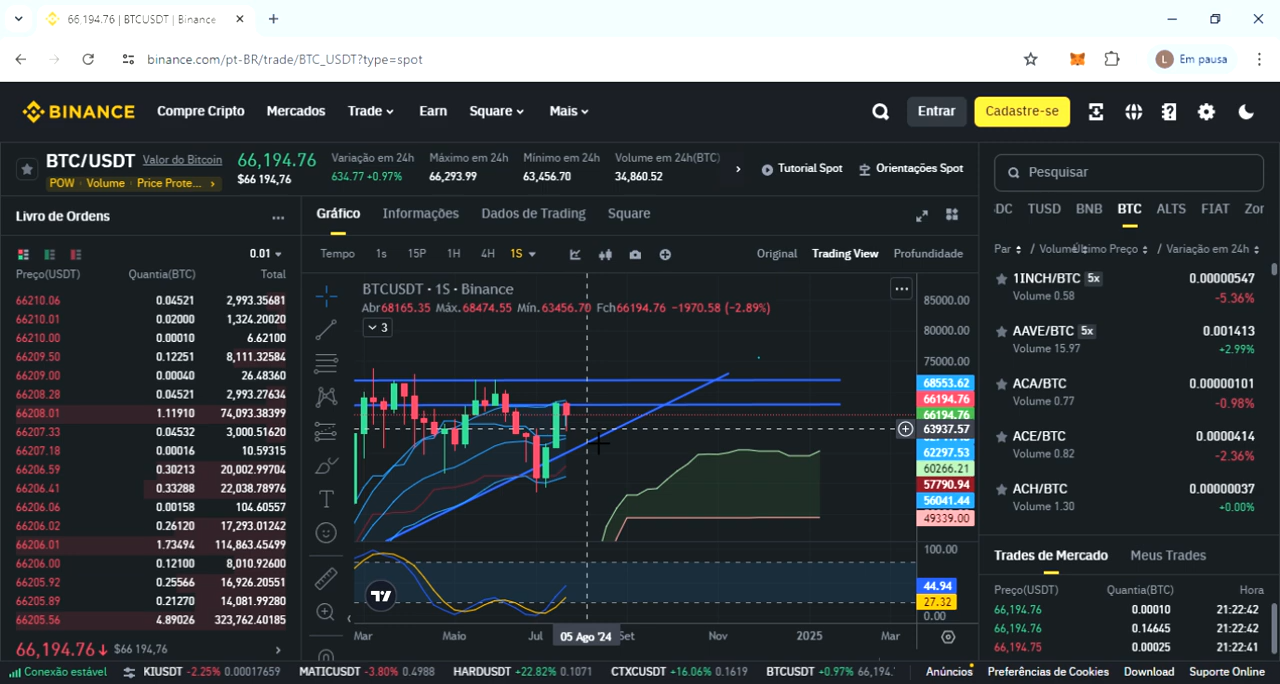 66,194.76 | BTCUSDT | Binance
binance.com/pt-BR/trade/BTC_USDT?type=spot
L Em pausa
BINANCE Compre Cripto Mercados Trade Earn Square Mais Entrar Cadastre-se
BTC/USDT Valor do Bitcoin
POW Volume Price Prote...
66,194.76
$66 194,76
Variação em 24h
634.77 +0.97%
Máximo em 24h
66,293.99
Mínimo em 24h
63,456.70
Volume em 24h(BTC)
34,860.52
Tutorial Spot Orientações Spot
Livro de Ordens
0.01
Preço(USDT) Quantia(BTC) Total
66210.06 0.04521 2,993.35681
66210.01 0.02000 1,324.20020
66210.00 0.00010 6.62100
66209.50 0.12251 8,111.32584
66209.00 0.00040 26.48360
66208.28 0.04521 2,993.27634
66208.01 1.11910 74,093.38399
66207.33 0.04532 3,000.51620
66207.18 0.00016 10.59315
66206.59 0.30213 20,002.99704
66206.41 0.33288 22,038.78976
66206.06 0.00158 104.60557
66206.02 0.26120 17,293.01242
66206.01 1.73494 114,863.45499
66206.00 0.12100 8,010.92600
66205.92 0.25566 16,926.20551
66205.89 0.21270 14,081.99280
66205.56 4.89026 323,762.40185
66,194.76 $66 194,76
Gráfico Informações Dados de Trading Square
Tempo 1s 15P 1H 4H 1S
Original Trading View Profundidade
BTCUSDT · 1S · Binance
Abr68165.35 Máx.68474.55 Mín.63456.70 Fch66194.76 -1970.58 (-2.89%)
3
85000.00
80000.00
75000.00
68553.62
66194.76
66194.76
63937.57
62297.53
60266.21
57790.94
56041.44
49339.00
100.00
44.94
27.32
0.00
Mar Maio Jul 05 Ago '24 Set Nov 2025 Mar
Pesquisar
DC TUSD BNB BTC ALTS FIAT Zor
Par / Volume Último Preço / Variação em 24h
1INCH/BTC 5x 0.00000547
Volume 0.58 -5.36%
AAVE/BTC 5x 0.001413
Volume 15.97 +2.99%
ACA/BTC 0.00000101
Volume 0.77 -0.98%
ACE/BTC 0.0000414
Volume 0.82 -2.36%
ACH/BTC 0.00000037
Volume 1.30 +0.00%
Trades de Mercado Meus Trades
Preço(USDT) Quantia(BTC) Hora
66,194.76 0.00010 21:22:42
66,194.76 0.14645 21:22:42
66,194.75 0.00025 21:22:41
Conexão estável KIUSDT -2.25% 0.00017659 MATICUSDT -3.80% 0.4988 HARDUSDT +22.82% 0.1071 CTXCUSDT +16.06% 0.1619 BTCUSDT +0.97% 66,194. Anúncios Preferências de Cookies Download Suporte Online